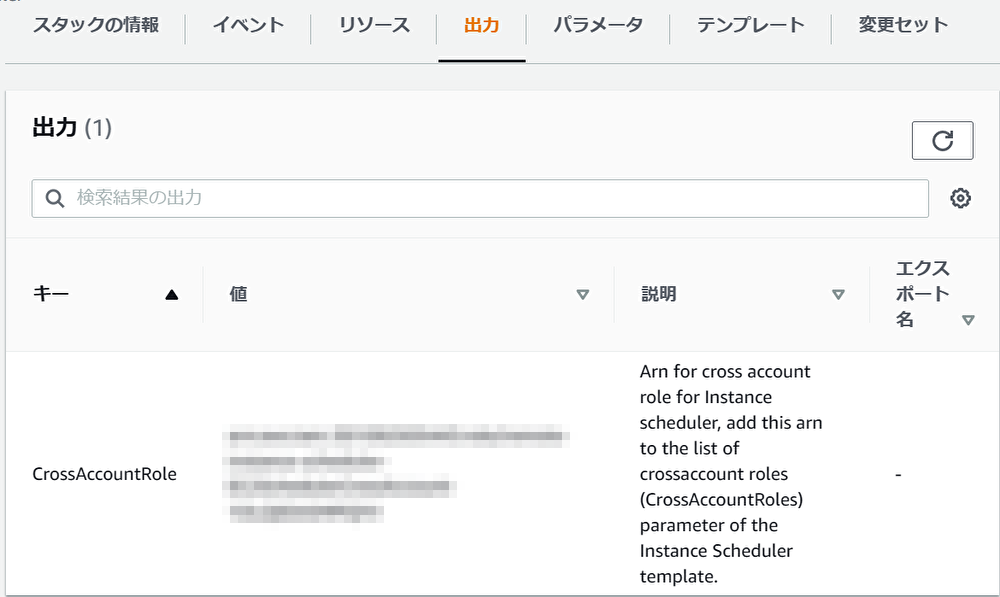 スタックの情報
イベント
リソース
出力
パラメータ
テンプレート
変更セット
出力 (1)
検索結果の出力
キー
値
説明
エクス
ポート
名
CrossAccountRole
Arn for cross account
role for Instance
scheduler, add this arn
to the list of
crossaccount roles
(CrossAccountRoles)
parameter of the
Instance Scheduler
template.
-